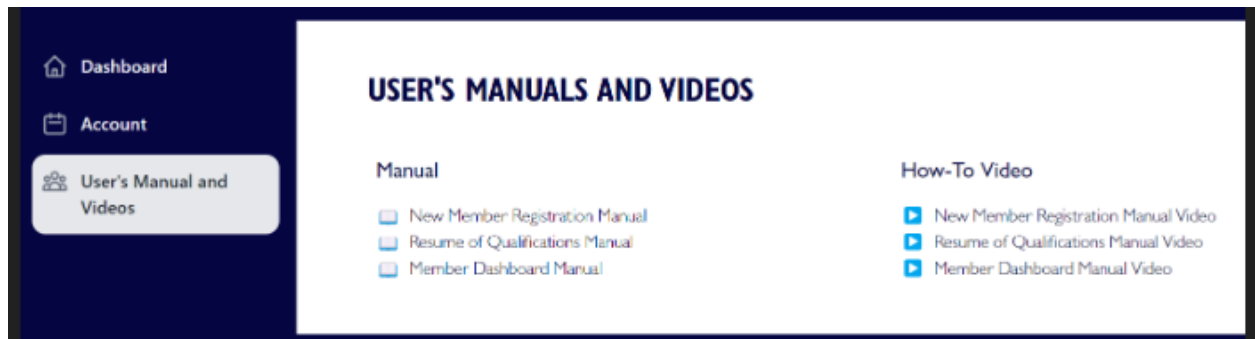 Dashboard
Account
User's Manual and
Videos
USER'S MANUALS AND VIDEOS
Manual
New Member Registration Manual
Resume of Qualifications Manual
Member Dashboard Manual
How-To Video
New Member Registration Manual Video
Resume of Qualifications Manual Video
Member Dashboard Manual Video